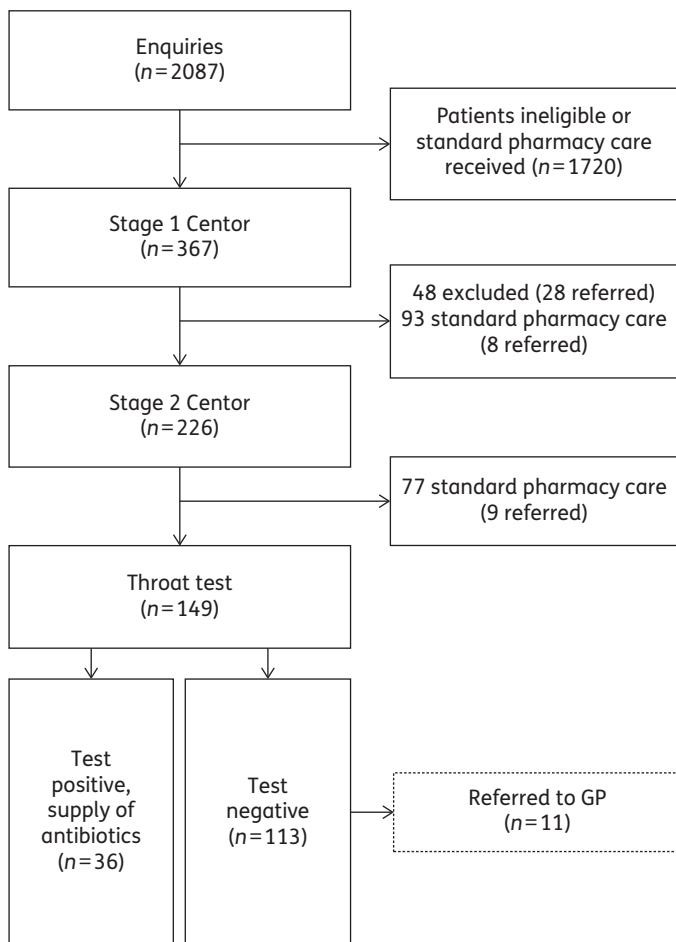 Enquiries
(n=2087)
Patients ineligible or
standard pharmacy care
received (n=1720)
Stage 1 Centor
(n=367)
48 excluded (28 referred)
93 standard pharmacy care
(8 referred)
Stage 2 Centor
(n=226)
77 standard pharmacy care
(9 referred)
Throat test
(n=149)
Test
positive,
supply of
antibiotics
(n=36)
Test
negative
(n=113)
Referred to GP
(n=11)